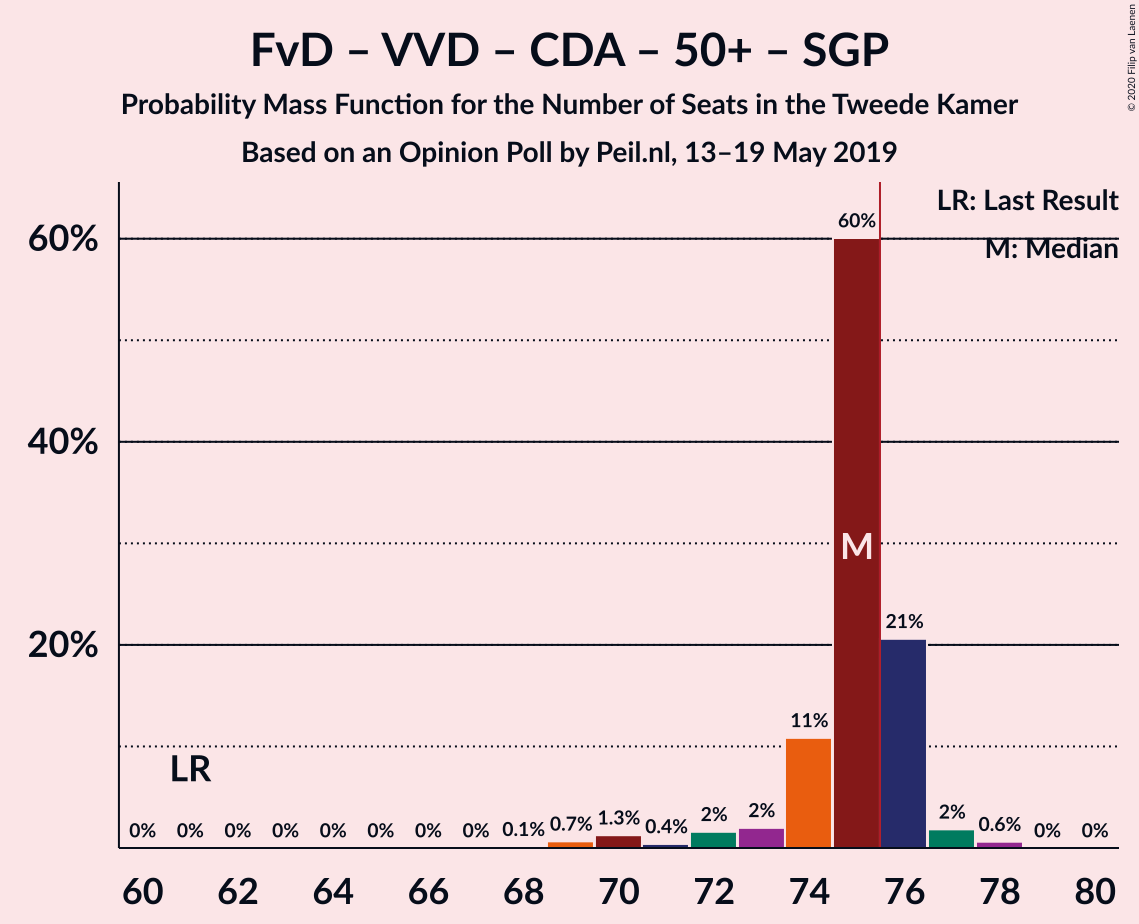 FvD – VVD – CDA – 50+ – SGP
Probability Mass Function for the Number of Seats in the Tweede Kamer
Based on an Opinion Poll by Peil.nl, 13–19 May 2019
© 2020 Filip van Laenen
LR: Last Result
M: Median
60%
40%
20%
LR
M
0% 0% 0% 0% 0% 0% 0% 0% 0.1% 0.7% 1.3% 0.4% 2% 2% 11% 60% 21% 2% 0.6% 0% 0%
60 62 64 66 68 70 72 74 76 78 80